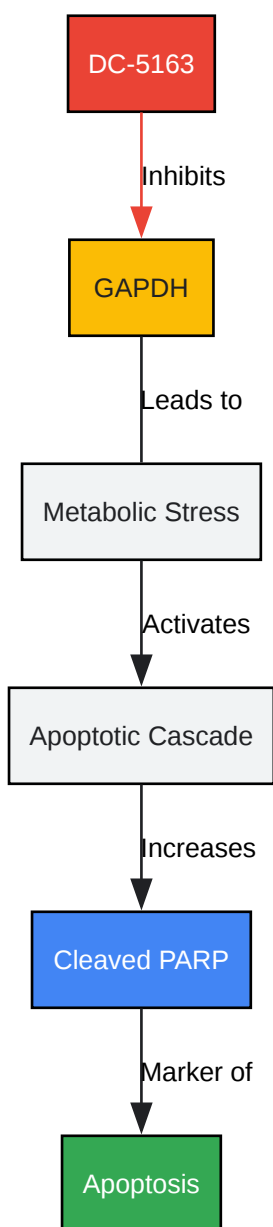 DC-5163
Inhibits
GAPDH
Leads to
Metabolic Stress
Activates
Apoptotic Cascade
Increases
Cleaved PARP
Marker of
Apoptosis